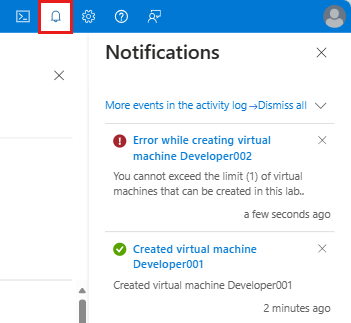 Notifications
More events in the activity log→Dismiss all
Error while creating virtual
machine Developer002
You cannot exceed the limit (1) of virtual
machines that can be created in this lab..
a few seconds ago
Created virtual machine
Developer001
Created virtual machine Developer001
2 minutes ago